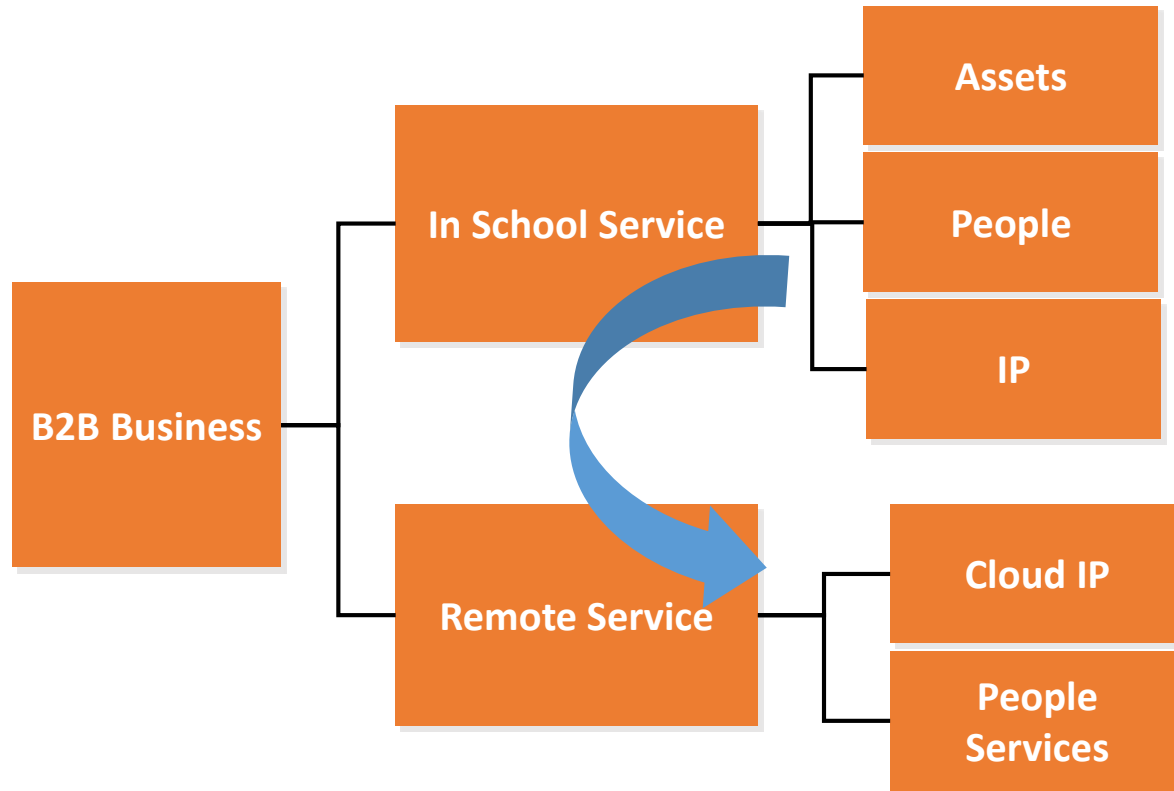 B2B Business
In School Service
Assets
People
IP
Remote Service
Cloud IP
People
Services